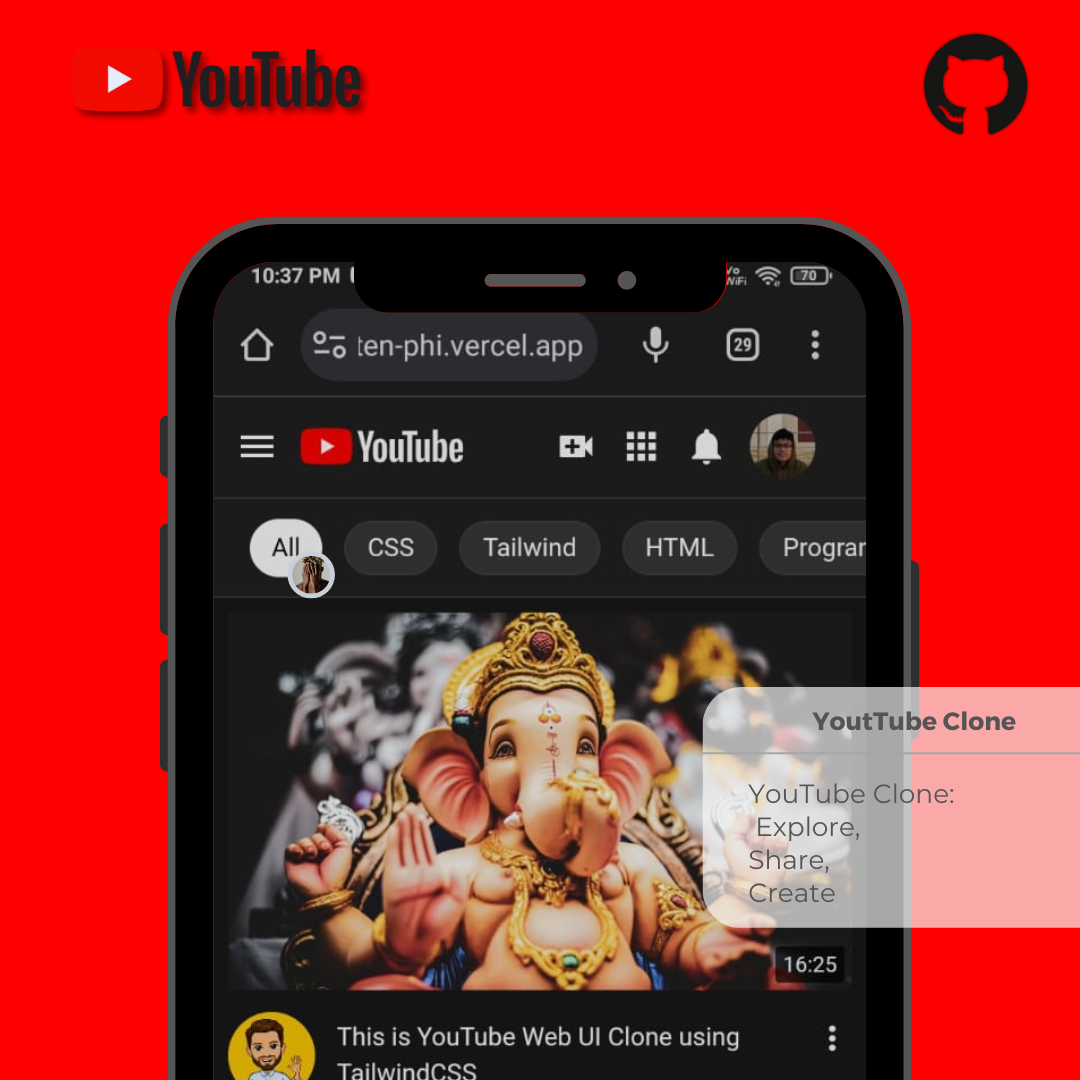 YouTube
10:37 PM
Vo
WiFi
70
ten-phi.vercel.app
29
YouTube
All
CSS
Tailwind
HTML
Prograr
YoutTube Clone
YouTube Clone:
Explore,
Share,
Create
16:25
This is YouTube Web UI Clone using
TailwindCSS